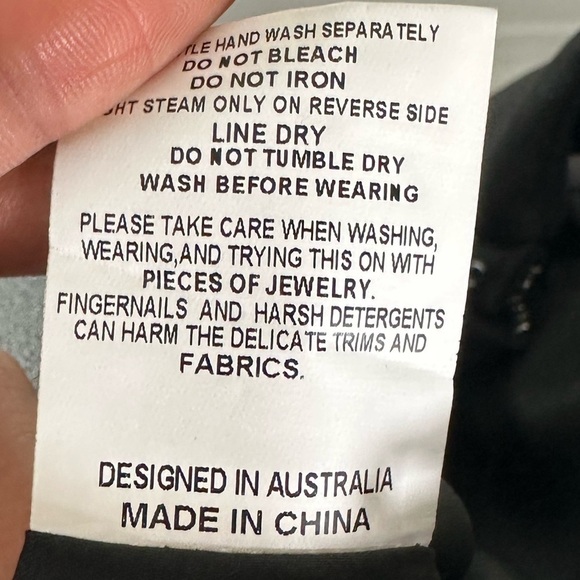 HAND WASH SEPARATELY
DO NOT BLEACH
DO NOT IRON
STEAM ONLY ON REVERSE SIDE
LINE DRY
DO NOT TUMBLE DRY
WASH BEFORE WEARING
PLEASE TAKE CARE WHEN WASHING,
WEARING,AND TRYING THIS ON WITH
PIECES OF JEWELRY.
FINGERNAILS AND HARSH DETERGENTS
CAN HARM THE DELICATE TRIMS AND
FABRICS.
DESIGNED IN AUSTRALIA
MADE IN CHINA